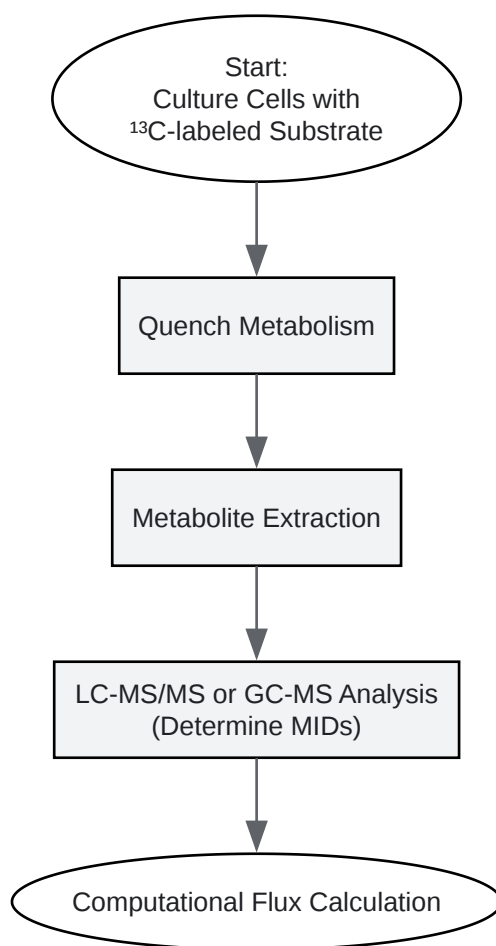 Start:
Culture Cells with
¹³C-labeled Substrate
Quench Metabolism
Metabolite Extraction
LC-MS/MS or GC-MS Analysis
(Determine MIDs)
Computational Flux Calculation